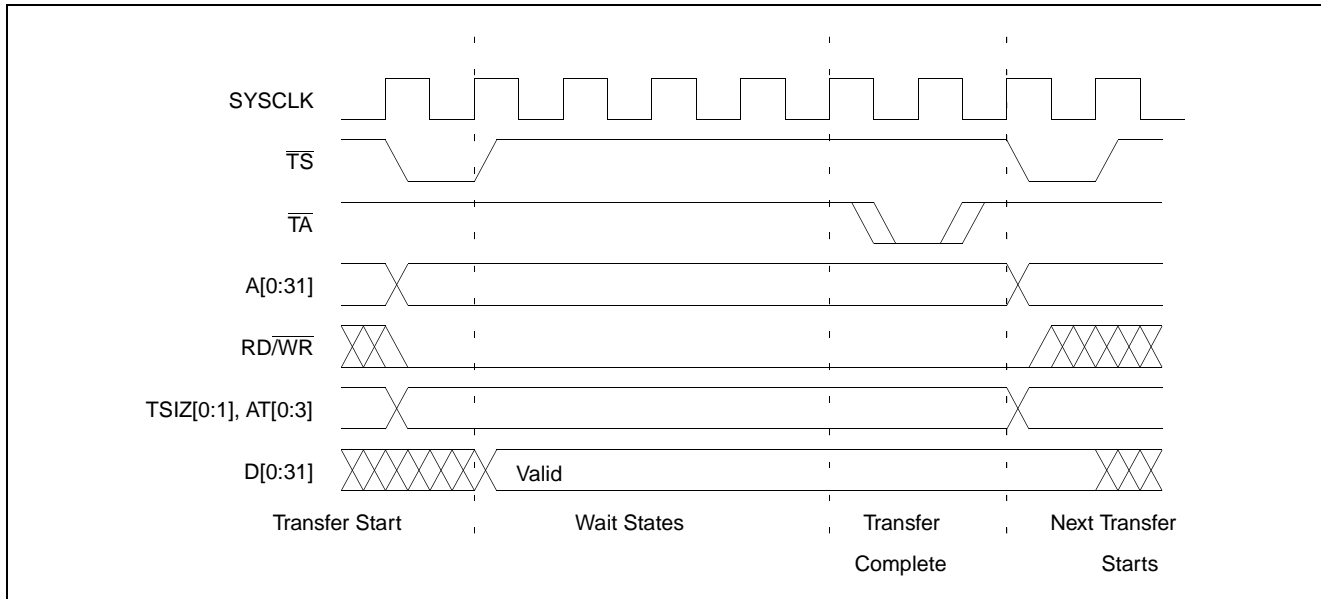 SYSCLK
TS
TA
A[0:31]
RD/WR
TSIZ[0:1], AT[0:3]
D[0:31]
Valid
Transfer Start
Wait States
Transfer
Complete
Next Transfer
Starts